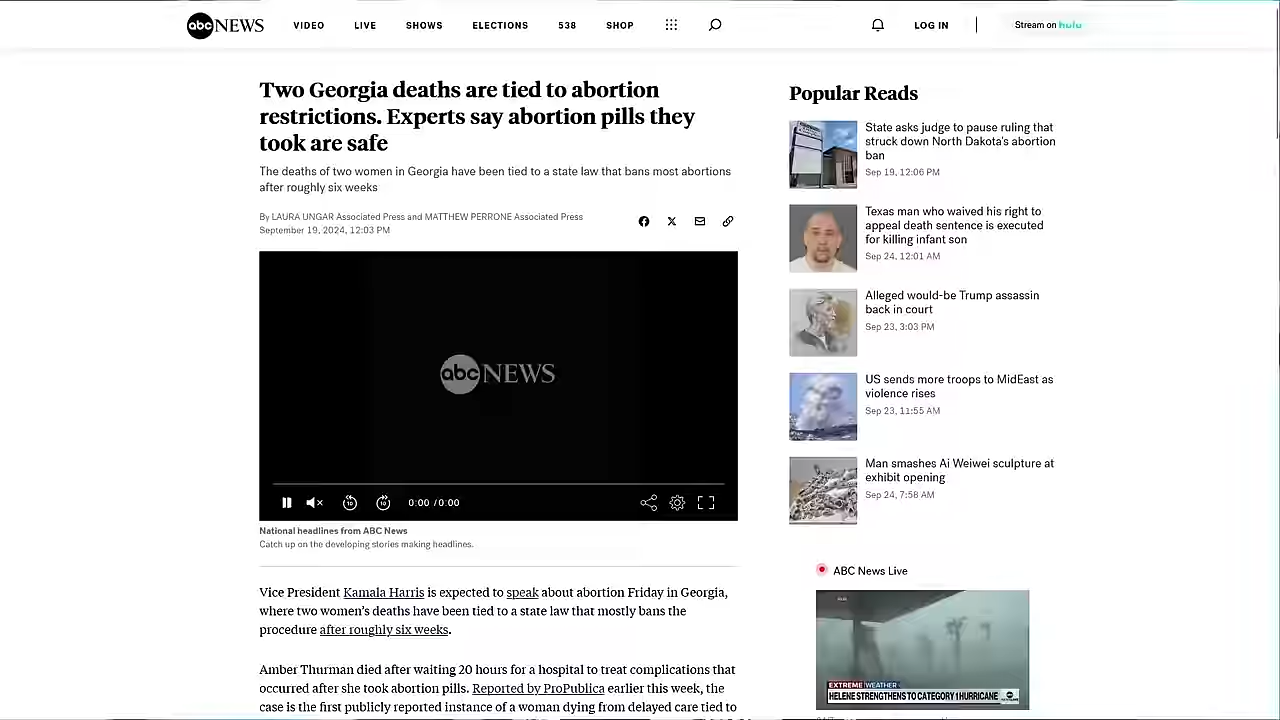 abc NEWS VIDEO LIVE SHOWS ELECTIONS 538 SHOP LOG IN Stream on hulu
Two Georgia deaths are tied to abortion
restrictions. Experts say abortion pills they
took are safe
The deaths of two women in Georgia have been tied to a state law that bans most abortions
after roughly six weeks
By LAURA UNGAR Associated Press and MATTHEW PERRONE Associated Press
September 19, 2024, 12:03 PM
abc NEWS
10 10 0:00 / 0:00
National headlines from ABC News
Catch up on the developing stories making headlines.
Vice President Kamala Harris is expected to speak about abortion Friday in Georgia,
where two women's deaths have been tied to a state law that mostly bans the
procedure after roughly six weeks.
Amber Thurman died after waiting 20 hours for a hospital to treat complications that
occurred after she took abortion pills. Reported by ProPublica earlier this week, the
case is the first publicly reported instance of a woman dying from delayed care tied to
Popular Reads
State asks judge to pause ruling that
struck down North Dakota's abortion
ban
Sep 19, 12:06 PM
Texas man who waived his right to
appeal death sentence is executed
for killing infant son
Sep 24, 12:01 AM
Alleged would-be Trump assassin
back in court
Sep 23, 3:03 PM
US sends more troops to MidEast as
violence rises
Sep 23, 11:55 AM
Man smashes Ai Weiwei sculpture at
exhibit opening
Sep 24, 7:58 AM
ABC News Live
EXTREME WEATHER
HELENE STRENGTHENS TO CATEGORY 1 HURRICANE